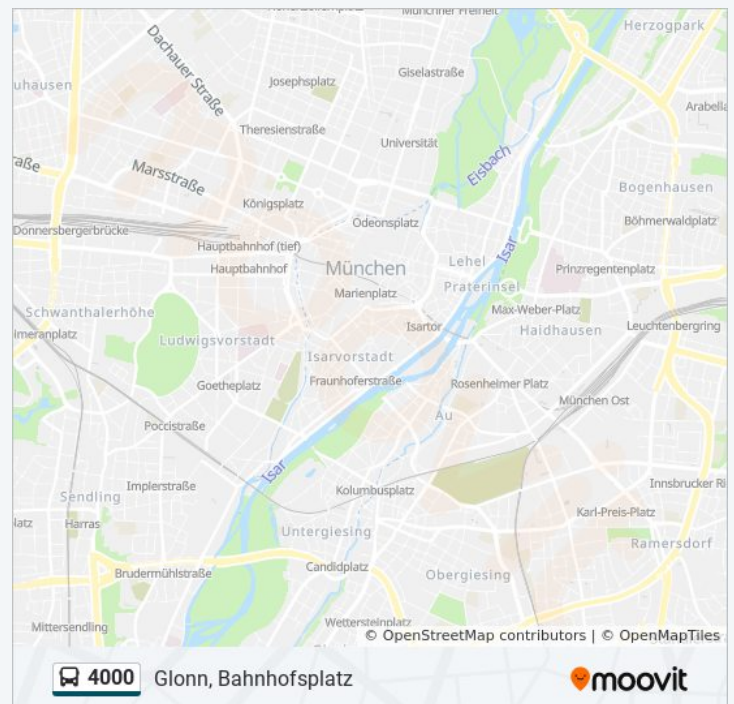 Münchner Freiheit
Herzogpark
Dachauer Straße
Giselastraße
Josephsplatz
uhausen
Arabella
Theresienstraße
Universität
Eisbach
aße
Marsstraße
Bogenhausen
Königsplatz
Odeonsplatz
Böhmerwaldplatz
Donnersbergerbrücke
Hauptbahnhof (tief)
Isar
Lehel
Hauptbahnhof
München
Prinzregentenplatz
Praterinsel
Marienplatz
Max-Weber-Platz
Schwanthalerhöhe
Isartor
Haidhausen
Leuchtenbergring
imeranplatz
Ludwigsvorstadt
Isarvorstadt
Goetheplatz
Fraunhoferstraße
Rosenheimer Platz
München Ost
Au
Poccistraße
Isar
Implerstraße
Kolumbusplatz
Innsbrucker Ri
Sendling
Karl-Preis-Platz
latz
Harras
Untergiesing
Ramersdorf
Candidplatz
Brudermühlstraße
Obergiesing
Wettersteinplatz
Mittersendling
© OpenStreetMap contributors | © OpenMapTiles
4000 Glonn, Bahnhofsplatz
moovit